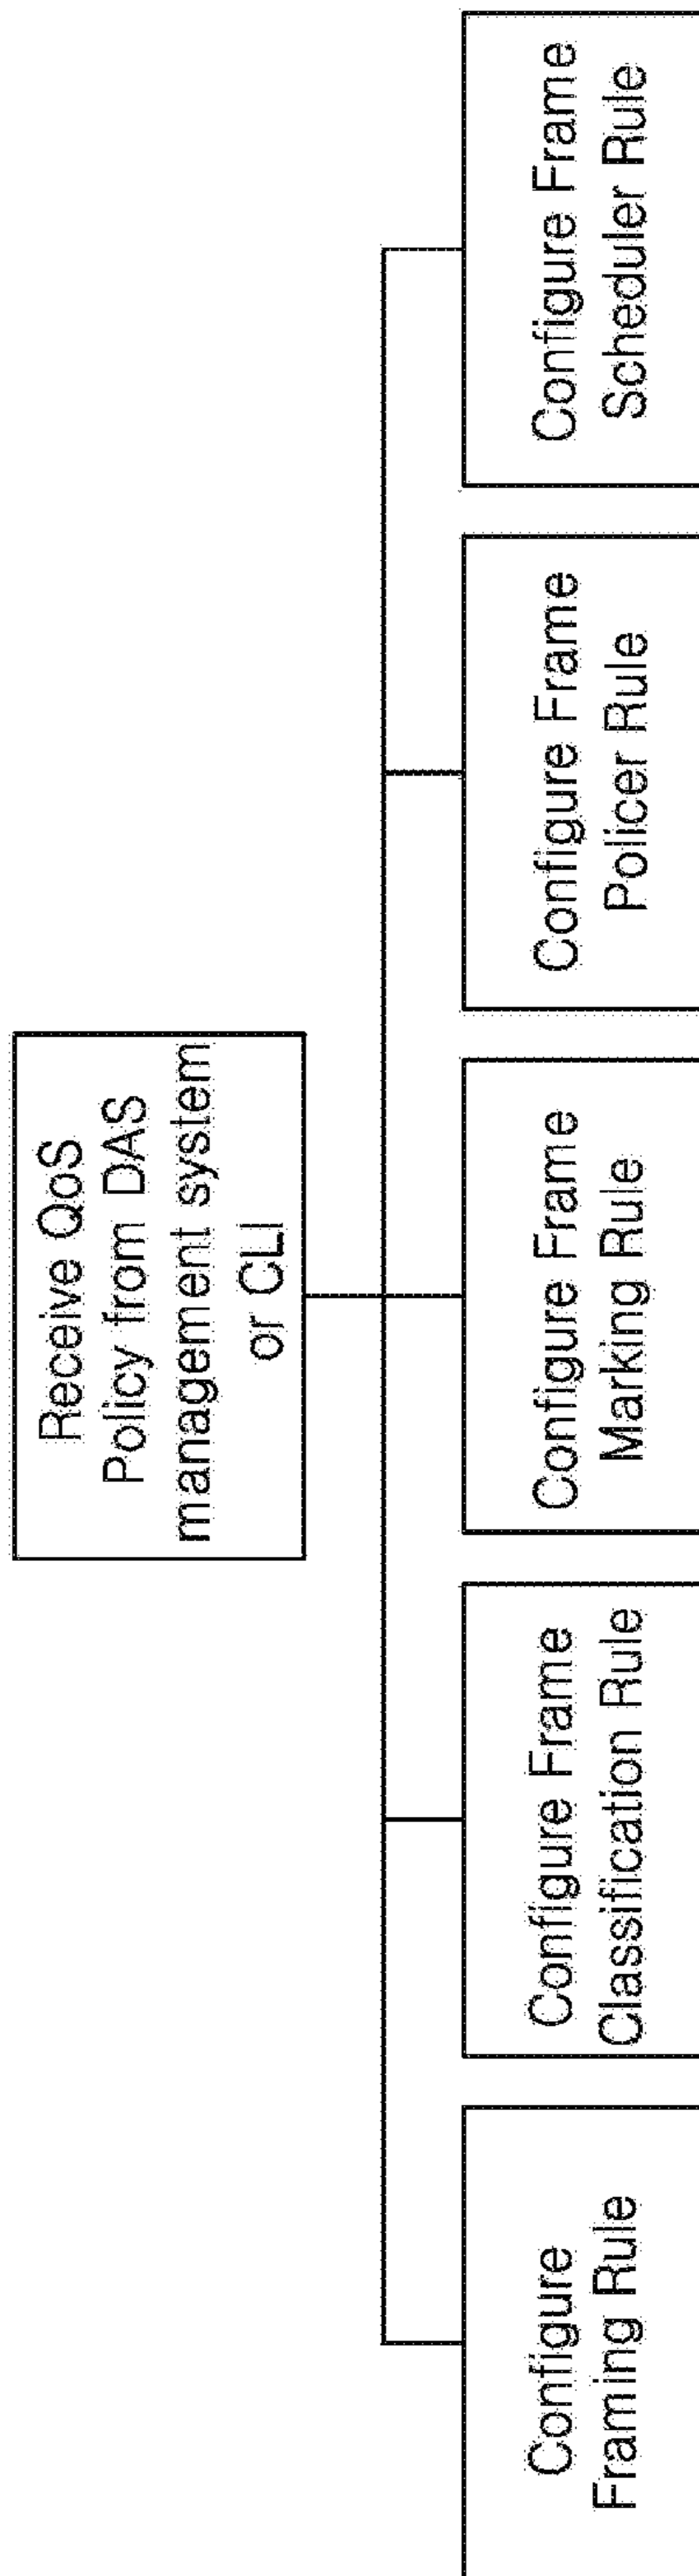 Receive QoS
Policy from DAS
management system
or CLI
Configure
Framing Rule
Configure Frame
Classification Rule
Configure Frame
Marking Rule
Configure Frame
Policer Rule
Configure Frame
Scheduler Rule